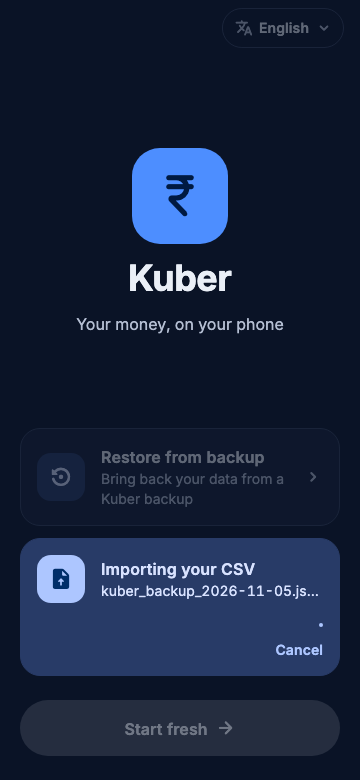 English
₹
Kuber
Your money, on your phone
Restore from backup
Bring back your data from a
Kuber backup
Importing your CSV
kuber_backup_2026-11-05.js...
Cancel
Start fresh